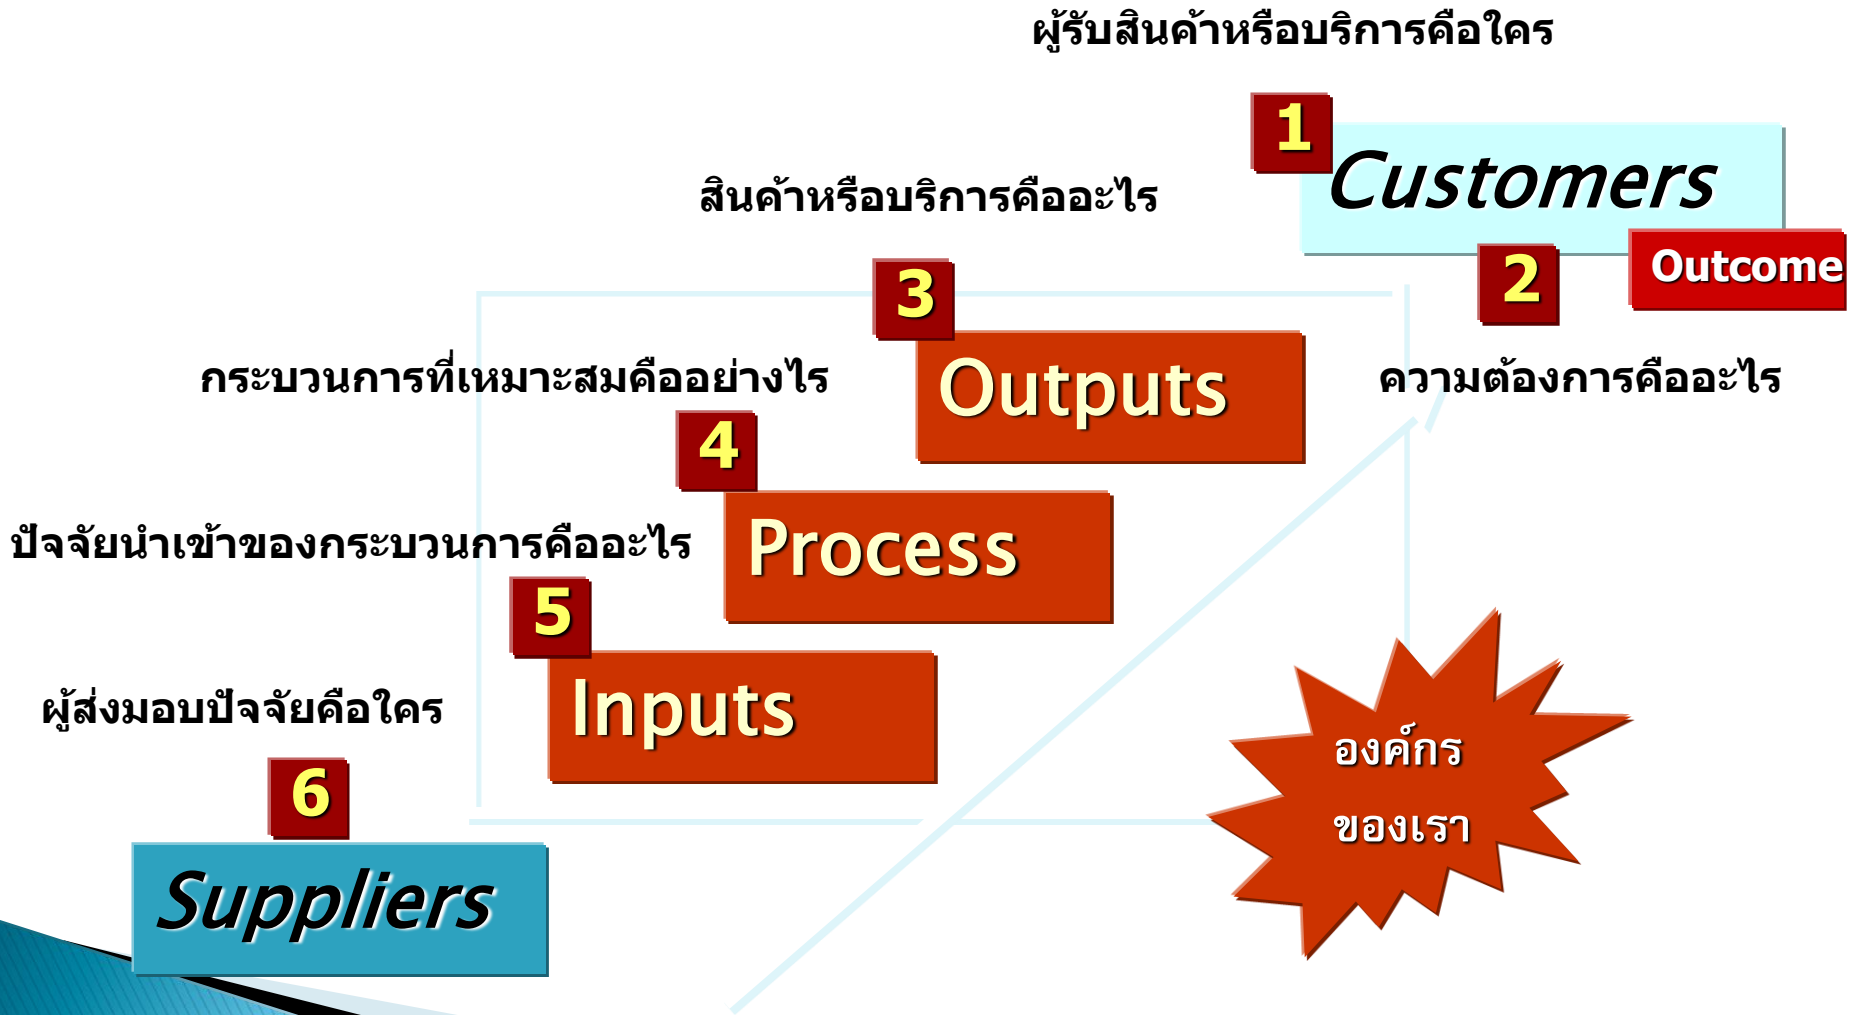 ผู้รับสินค้าหรือบริการคือใคร
1
Customers
สินค้าหรือบริการคืออะไร
2
Outcome
3
Outputs
กระบวนการที่เหมาะสมคืออย่างไร
ความต้องการคืออะไร
4
Process
ปัจจัยนำเข้าของกระบวนการคืออะไร
5
Inputs
ผู้ส่งมอบปัจจัยคือใคร
องค์กร
ของเรา
6
Suppliers